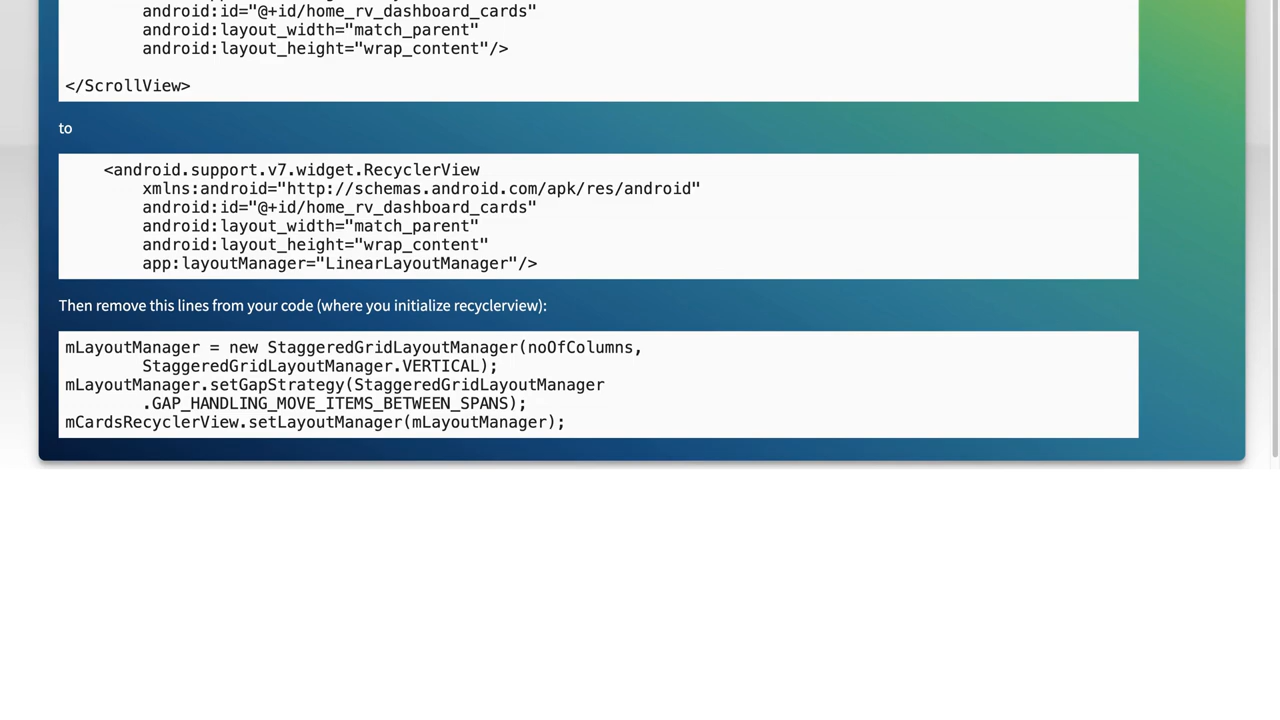 android:id="@+id/home_rv_dashboard_cards"
android:layout_width="match_parent"
android:layout_height="wrap_content"/>
</ScrollView>
to
<android.support.v7.widget.RecyclerView
xmlns:android="http://schemas.android.com/apk/res/android"
android:id="@+id/home_rv_dashboard_cards"
android:layout_width="match_parent"
android:layout_height="wrap_content"
app:layoutManager="LinearLayoutManager"/>
Then remove this lines from your code (where you initialize recyclerview):
mLayoutManager = new StaggeredGridLayoutManager(noOfColumns,
StaggeredGridLayoutManager.VERTICAL);
mLayoutManager.setGapStrategy(StaggeredGridLayoutManager
.GAP_HANDLING_MOVE_ITEMS_BETWEEN_SPANS);
mCardsRecyclerView.setLayoutManager(mLayoutManager);